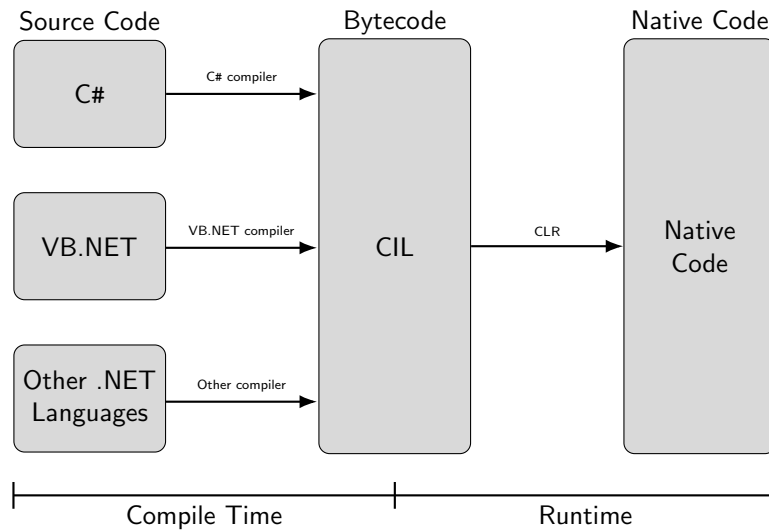 Source Code
Bytecode
Native Code
C#
C# compiler
VB.NET
VB.NET compiler
CIL
CLR
Native
Code
Other .NET
Languages
Other compiler
Compile Time
Runtime